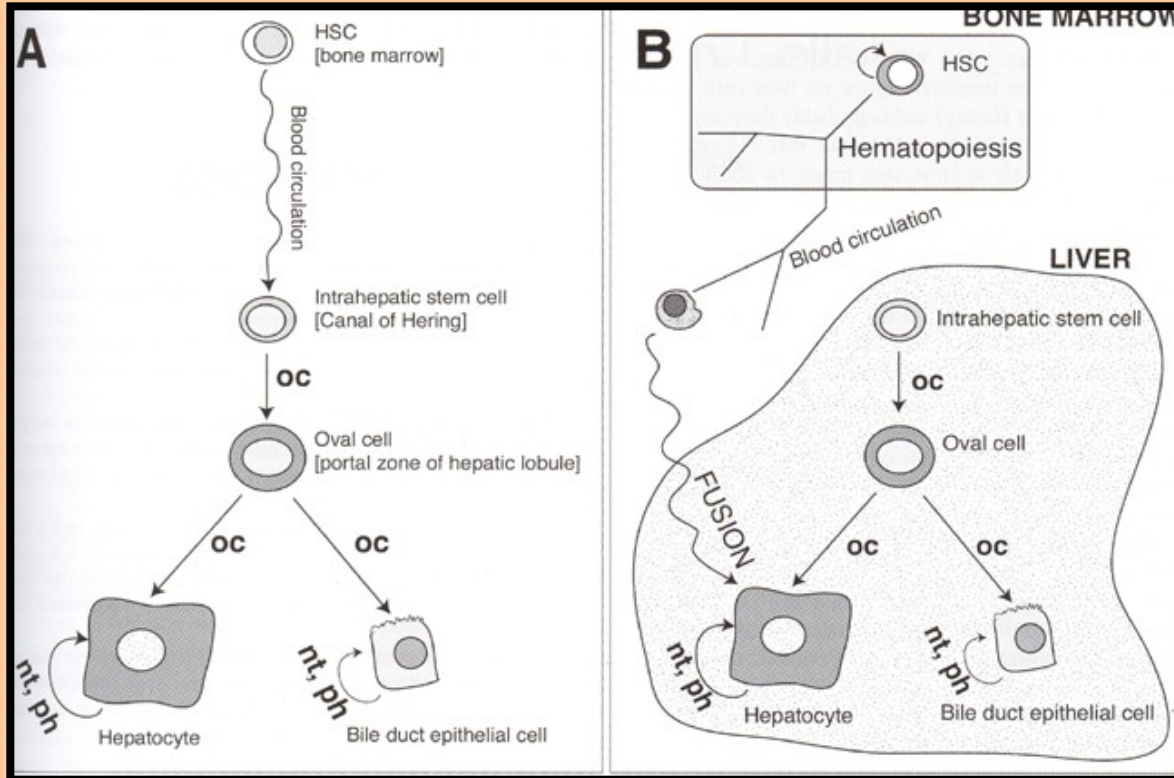 A
HSC
[bone marrow]
Blood circulation
Intrahepatic stem cell
[Canal of Hering]
oc
Oval cell
[portal zone of hepatic lobule]
oc
oc
nt, ph
Hepatocyte
nt, ph
Bile duct epithelial cell
BONE MARROW
B
HSC
Hematopoiesis
Blood circulation
LIVER
Intrahepatic stem cell
oc
Oval cell
FUSION
oc
oc
nt, ph
Hepatocyte
nt, ph
Bile duct epithelial cell